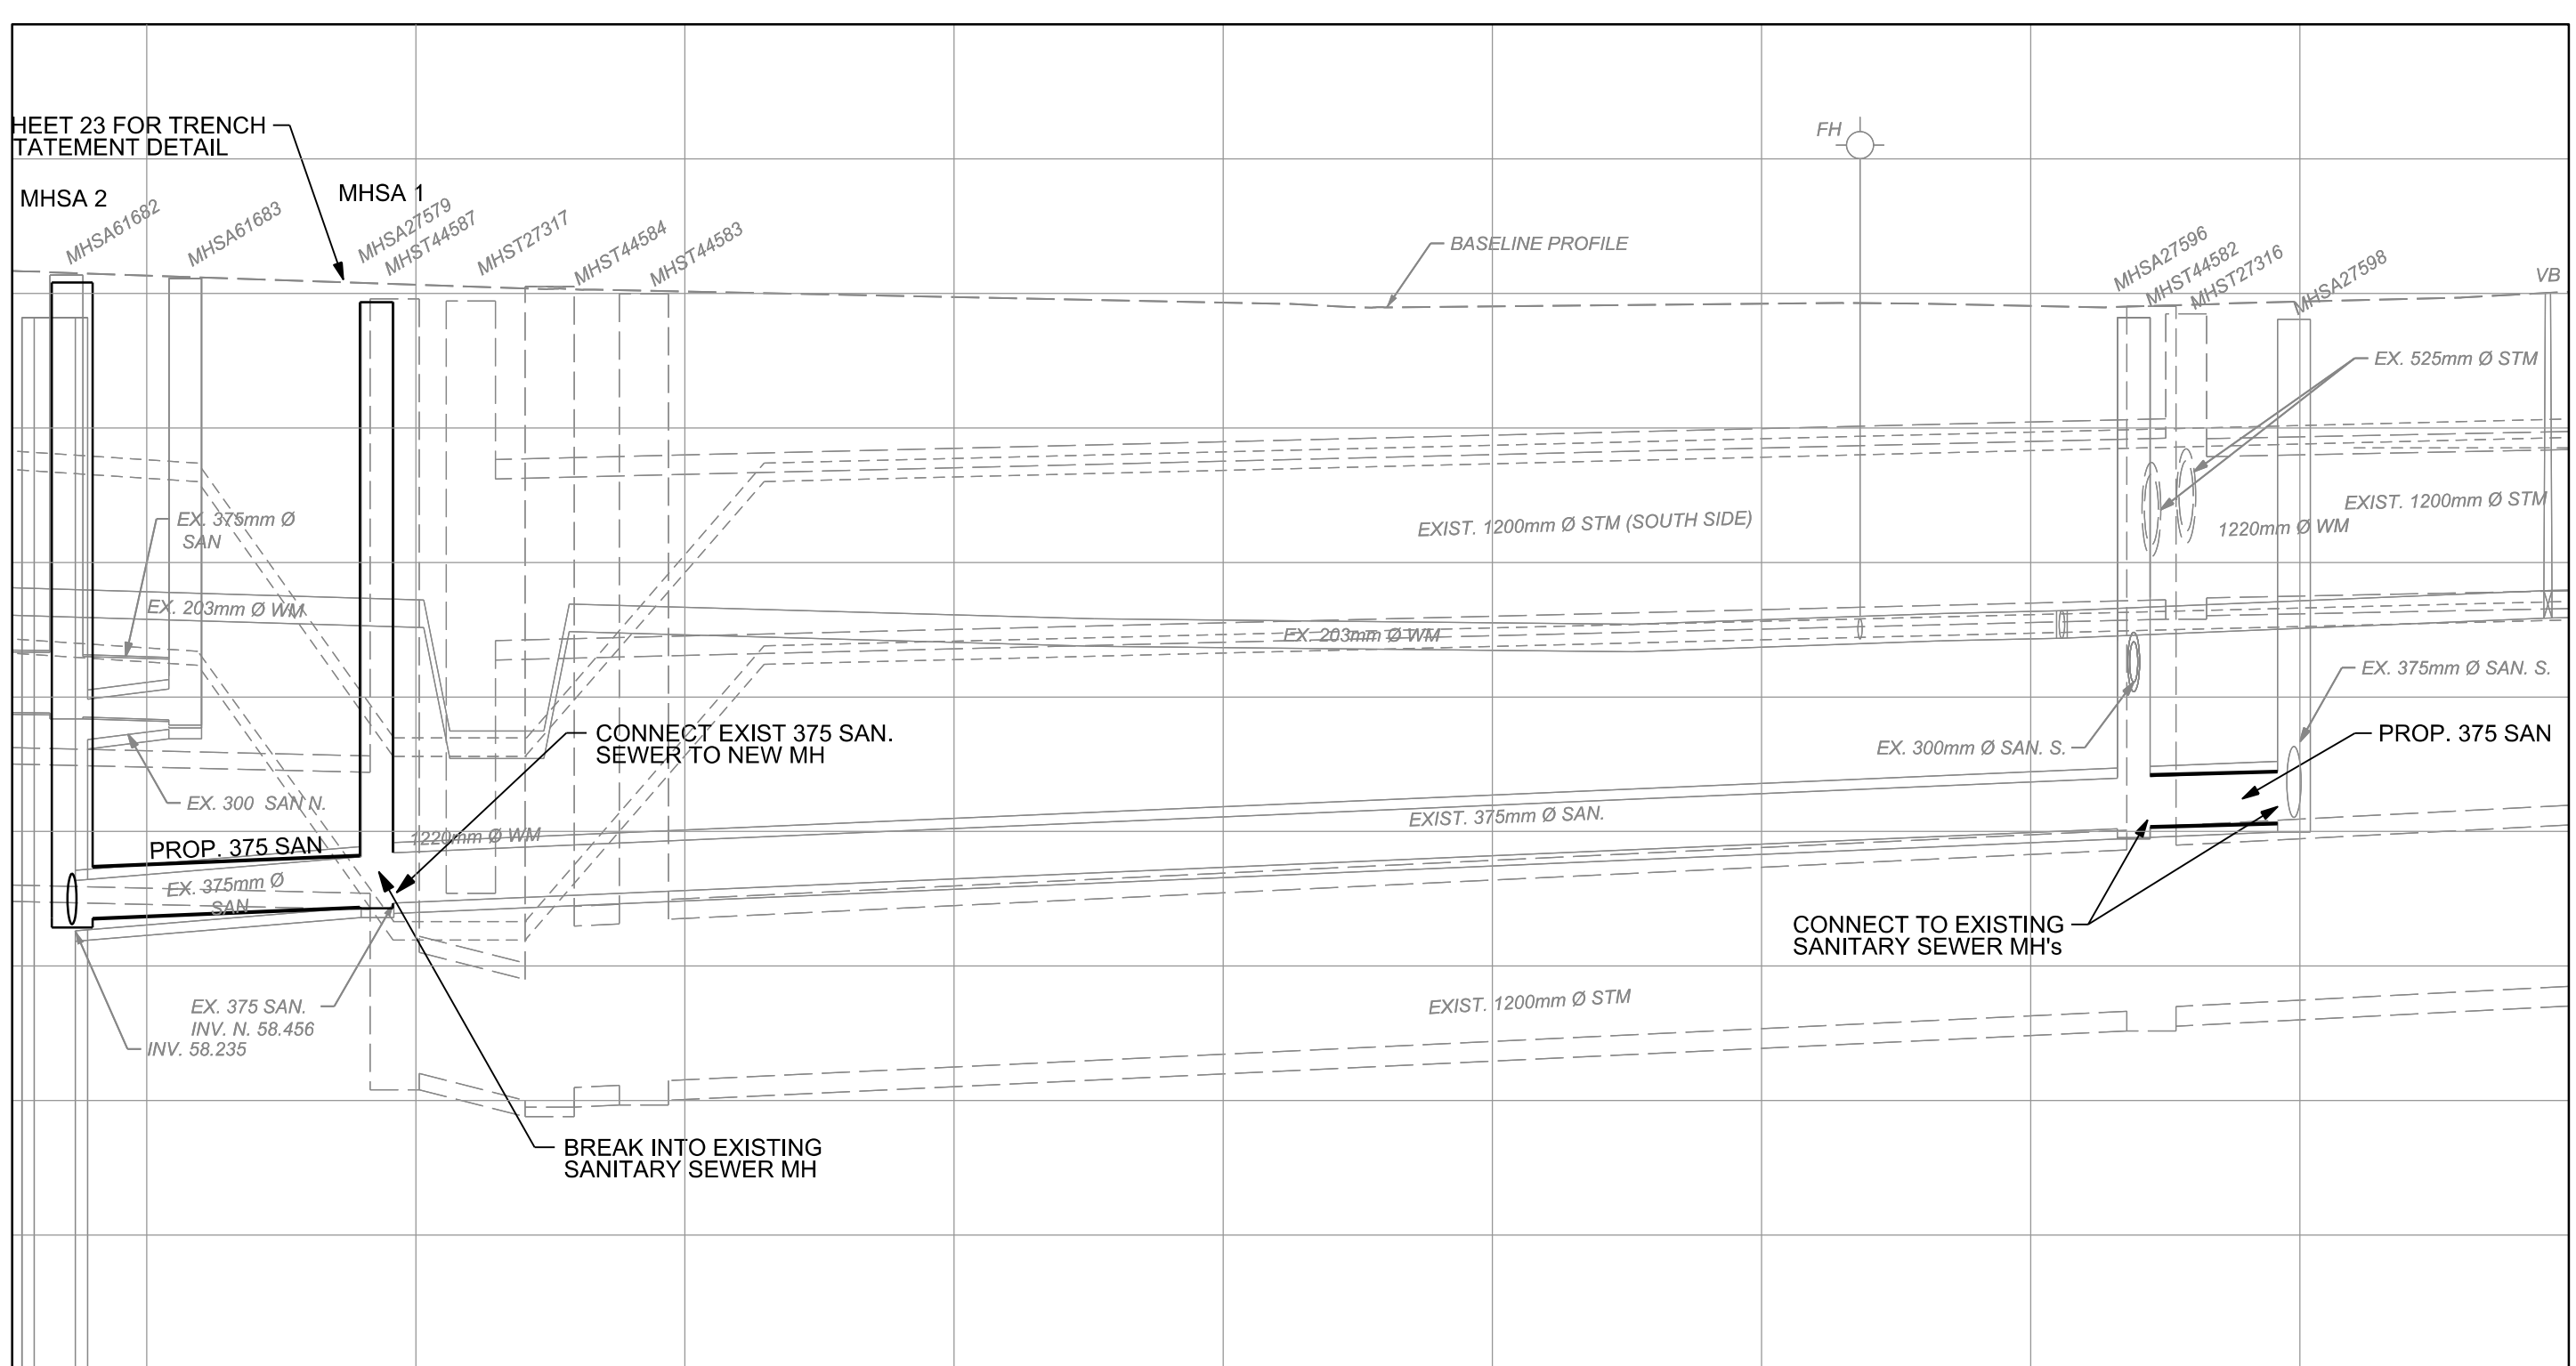 HEET 23 FOR TRENCH
TATEMENT DETAIL
MHSA 2
MHSA 1
MHSA61682
MHSA61683
MHSA27579
MHST44587
MHST27317
MHST44584
MHST44583
BASELINE PROFILE
FH
MHSA27596
MHST44582
MHST27316
MHSA27598
VB
EX. 525mm Ø STM
EX. 375mm Ø
SAN
EXIST. 1200mm Ø STM (SOUTH SIDE)
EXIST. 1200mm Ø STM
1220mm Ø WM
EX. 203mm Ø WM
EX. 203mm Ø WM
EX. 375mm Ø SAN. S.
CONNECT EXIST 375 SAN.
SEWER TO NEW MH
EX. 300mm Ø SAN. S.
PROP. 375 SAN
EX. 300 SAN N.
EXIST. 375mm Ø SAN.
1220mm Ø WM
PROP. 375 SAN
EX. 375mm Ø
SAN
CONNECT TO EXISTING
SANITARY SEWER MH's
EX. 375 SAN.
INV. N. 58.456
INV. 58.235
EXIST. 1200mm Ø STM
BREAK INTO EXISTING
SANITARY SEWER MH